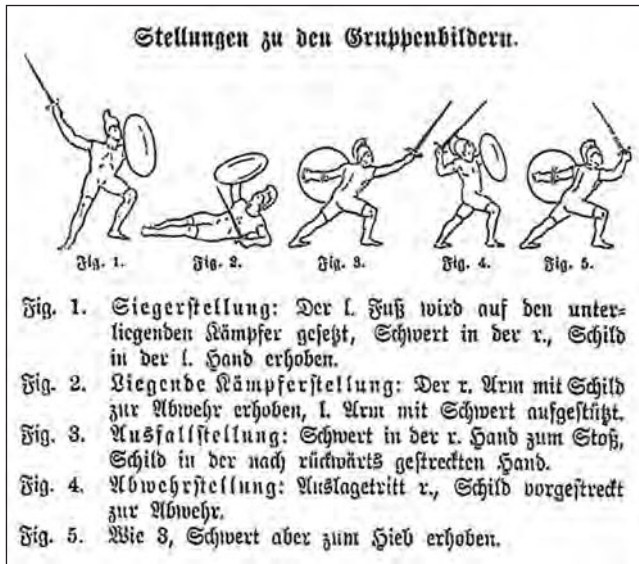 Stellungen zu den Gruppenbildern.
Fig. 1. Fig. 2. Fig. 3. Fig. 4. Fig. 5.
Fig. 1. Siegerstellung: Der l. Fuß wird auf den unter=
liegenden Kämpfer gesetzt, Schwert in der r., Schild
in der l. Hand erhoben.
Fig. 2. Liegende Kämpferstellung: Der r. Arm mit Schild
zur Abwehr erhoben, l. Arm mit Schwert aufgestützt.
Fig. 3. Ausfallstellung: Schwert in der r. Hand zum Stoß,
Schild in der nach rückwärts gestreckten Hand.
Fig. 4. Abwehrstellung: Auslagetritt r., Schild vorgestreckt
zur Abwehr.
Fig. 5. Wie 3, Schwert aber zum Hieb erhoben.